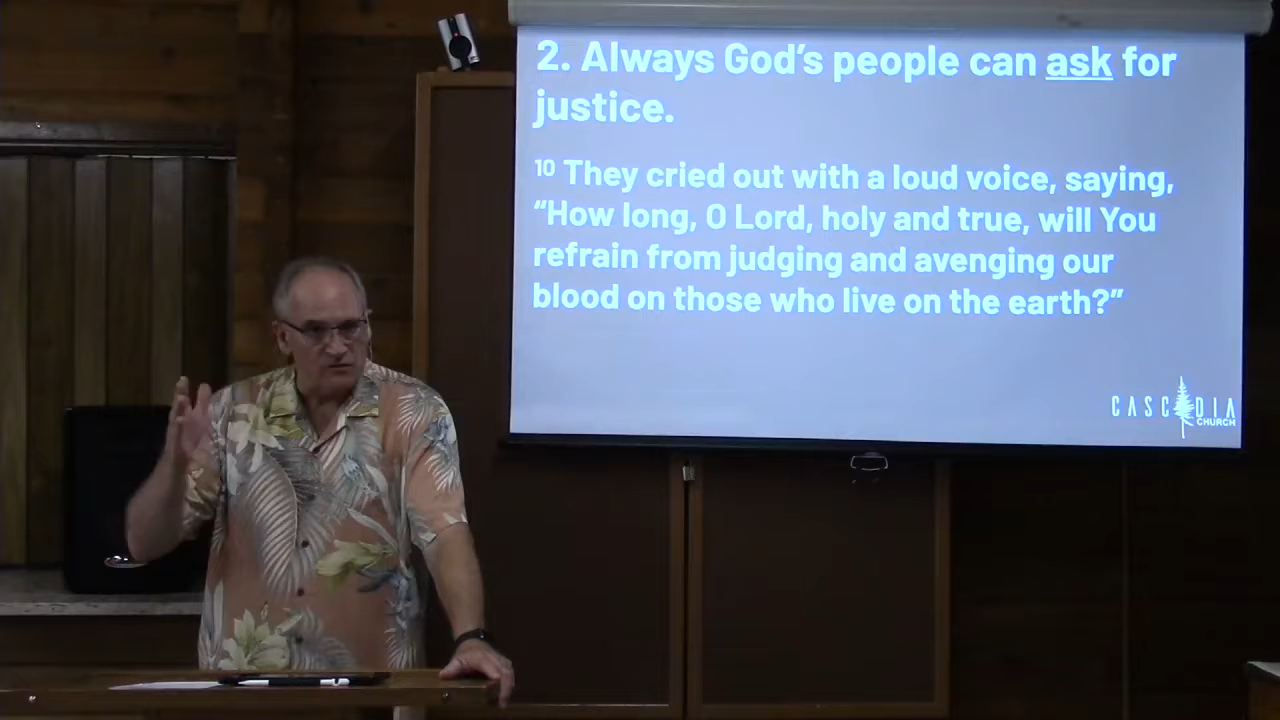 2. Always God's people can ask for
justice.
¹⁰ They cried out with a loud voice, saying,
“How long, O Lord, holy and true, will You
refrain from judging and avenging our
blood on those who live on the earth?”
CASCADIA
CHURCH